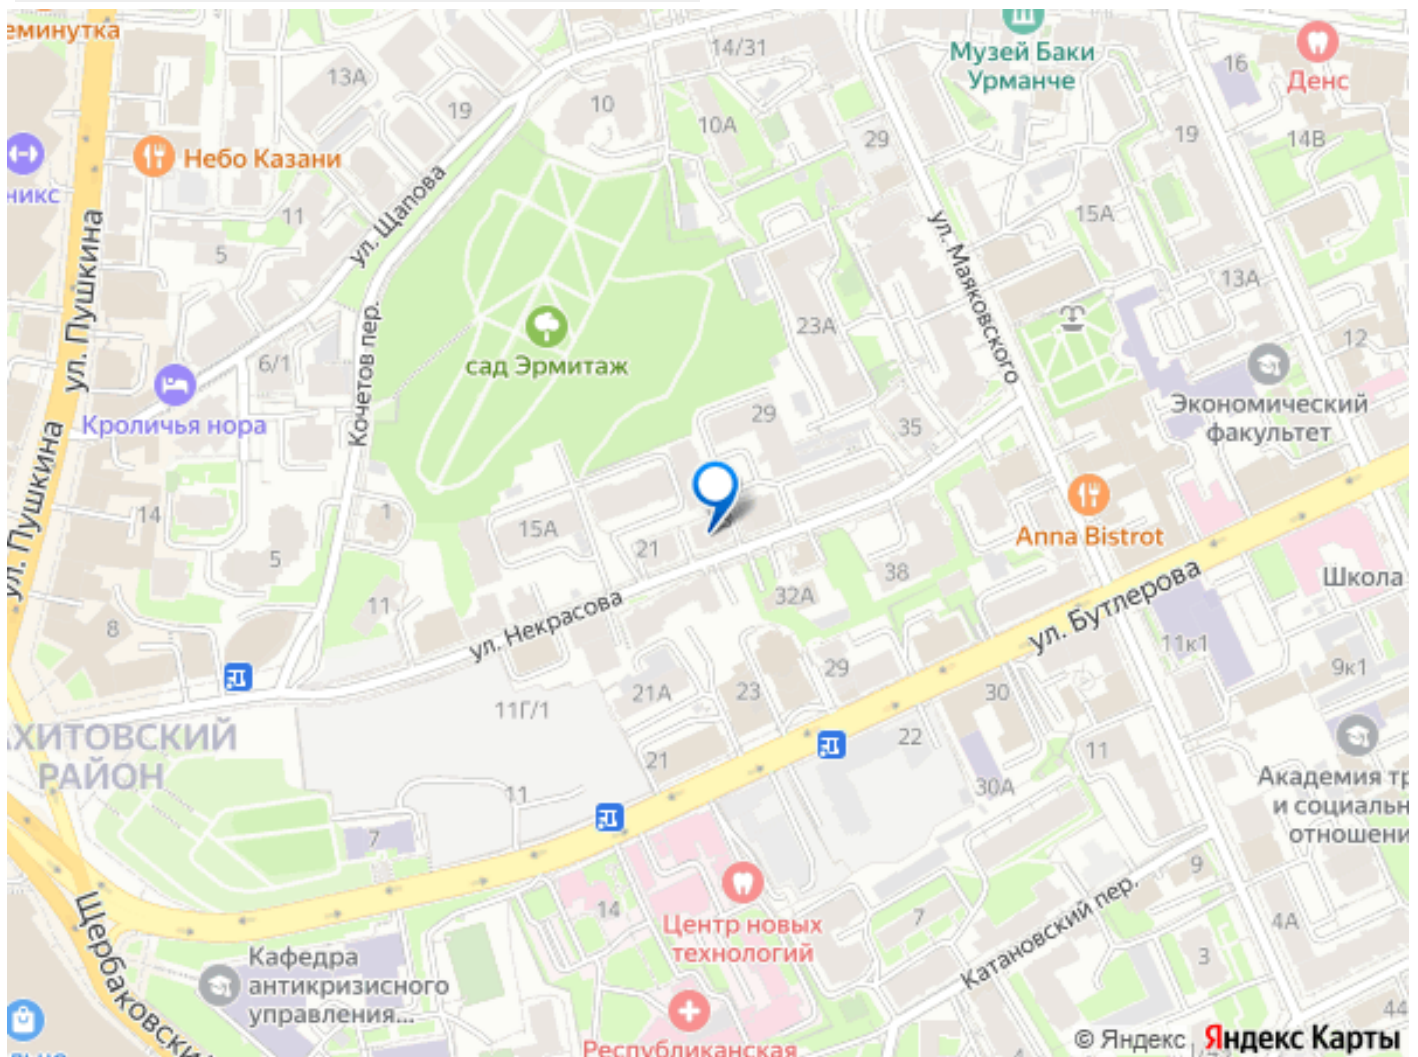 еминутка
14/31
Музей Баки
Урманче
16
Денс
13А
19
10
10А
29
19
14В
Небо Казани
никс
ул. Щапова
11
5
ул. Пушкина
ул. Маяковского
15А
13А
23А
12
сад Эрмитаж
6/1
Кочетов пер.
Кроличья нора
29
35
Экономический
факультет
ул. Пушкина
14
1
15А
21
5
Anna Bistrot
38
32А
Школа
11
ул. Некрасова
ул. Бутлерова
8
11к1
9к1
29
21А
23
30
11Г/1
22
11
ХИТОВСКИЙ
РАЙОН
21
30А
11
Академия тр
и социальн
отношени
7
9
14
Центр новых
технологий
7
Катановский пер.
4А
3
Щербаковски
Кафедра
антикризисного
управления...
44
Республиканская
льно
© Яндекс
Яндекс Карты